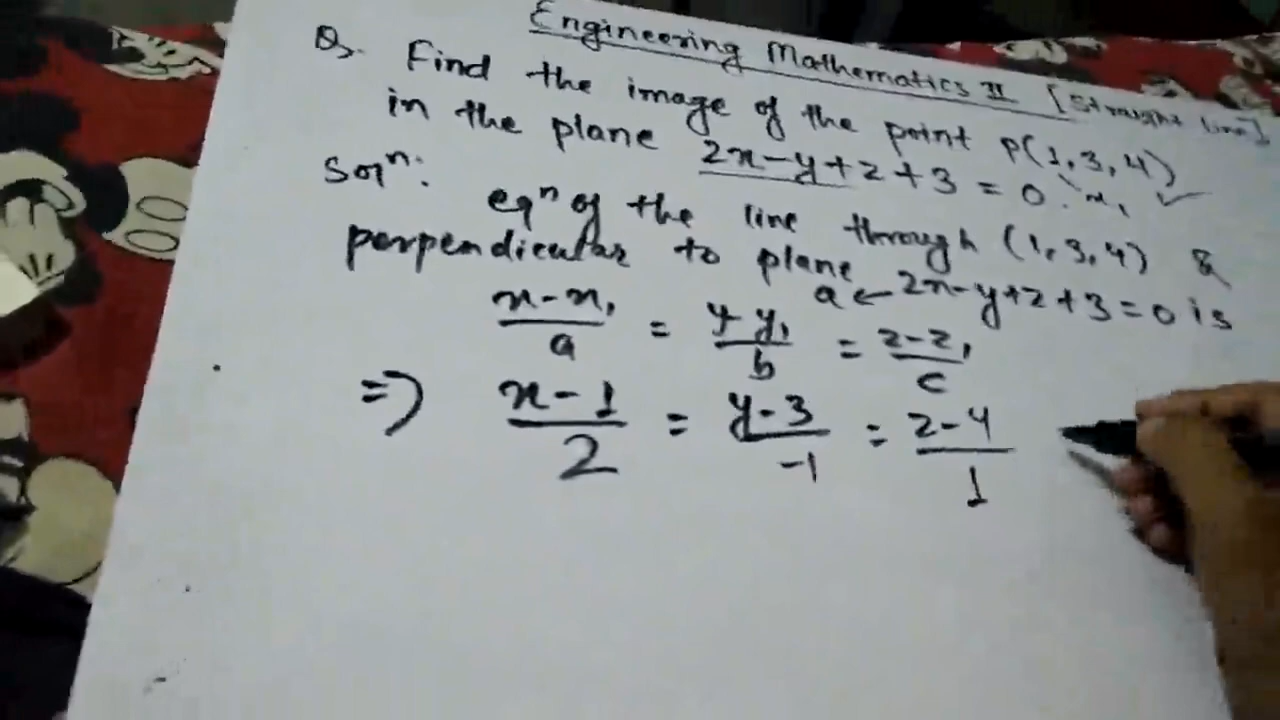 Engineering Mathematics II [Straight line]
Q. Find the image of the point P(1,3,4)
in the plane 2x-y+z+3=0. x₁ ✓
Solⁿ: eqⁿ of the line through (1,3,4) &
perpendicular to plane 2x-y+z+3=0 is
a ←
x-x₁/a = y-y₁/b = z-z₁/c
=> x-1/2 = y-3/-1 = z-4/1